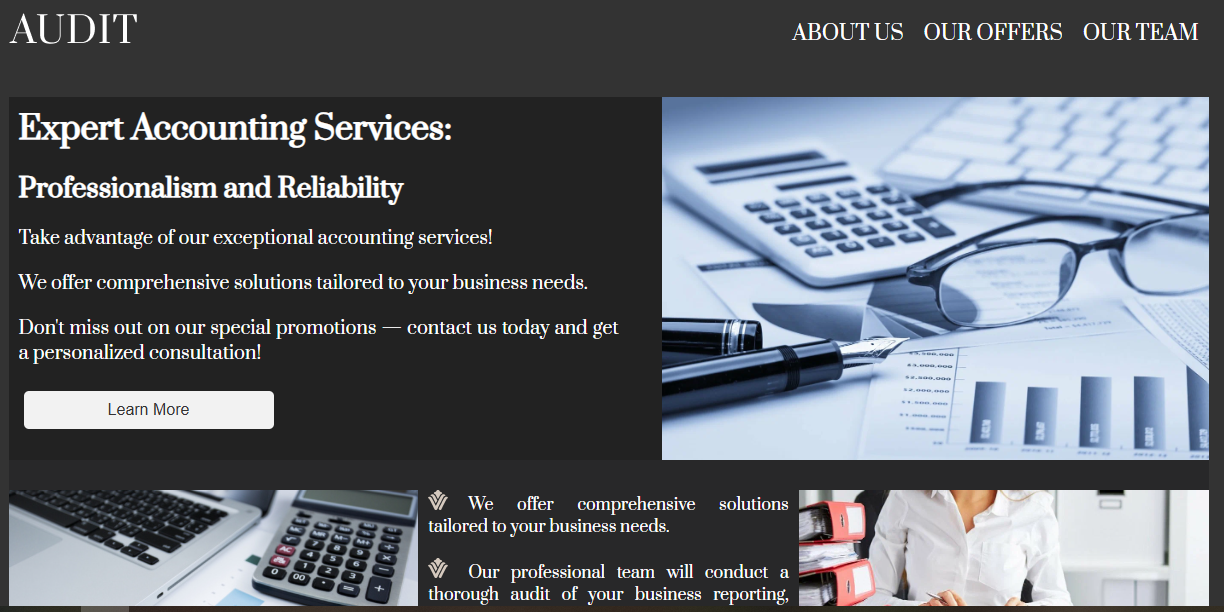 AUDIT
ABOUT US OUR OFFERS OUR TEAM
Expert Accounting Services:
Professionalism and Reliability
Take advantage of our exceptional accounting services!
We offer comprehensive solutions tailored to your business needs.
Don't miss out on our special promotions — contact us today and get
a personalized consultation!
Learn More
We offer comprehensive solutions
tailored to your business needs.
Our professional team will conduct a
thorough audit of your business reporting,